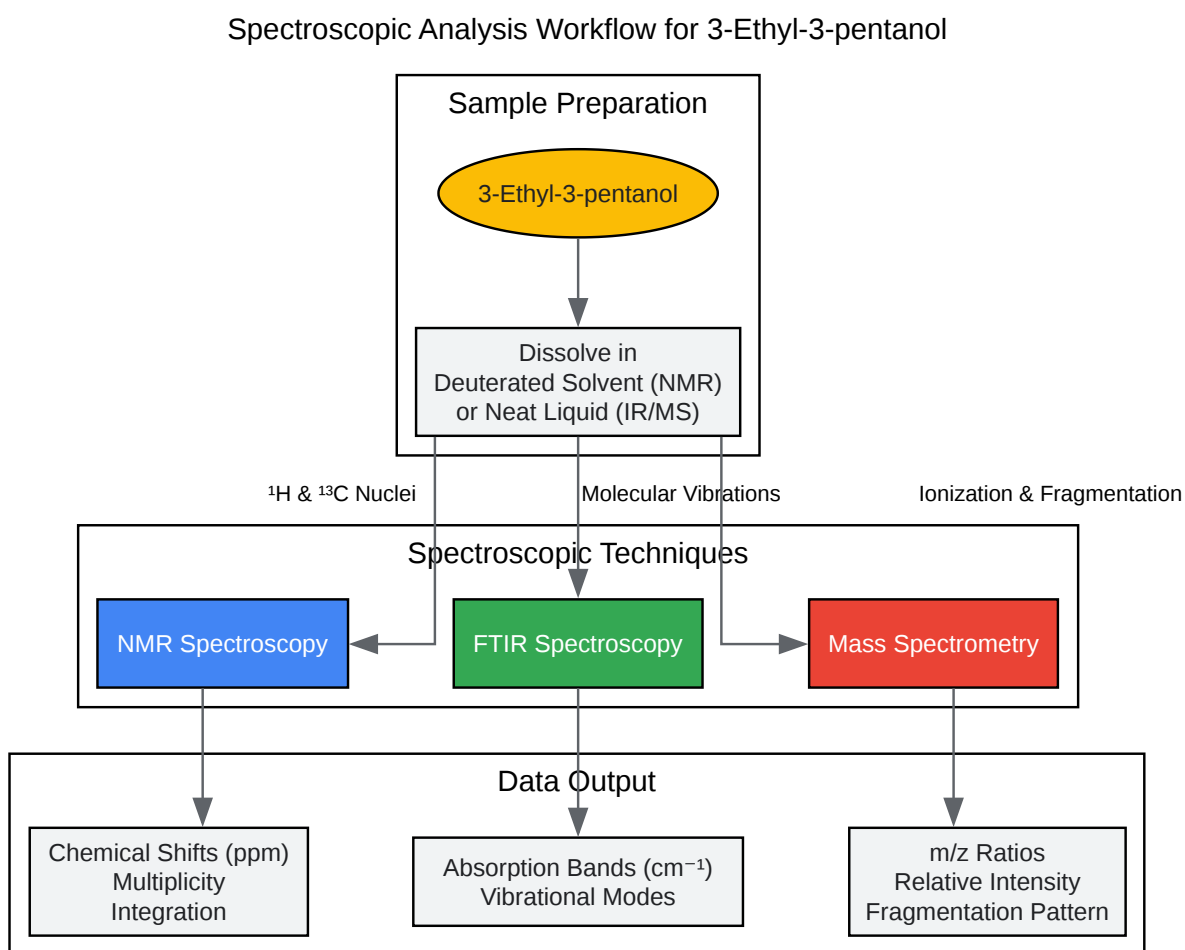 Spectroscopic Analysis Workflow for 3-Ethyl-3-pentanol
Sample Preparation
3-Ethyl-3-pentanol
Dissolve in
Deuterated Solvent (NMR)
or Neat Liquid (IR/MS)
¹H & ¹³C Nuclei
Molecular Vibrations
Ionization & Fragmentation
Spectroscopic Techniques
NMR Spectroscopy
FTIR Spectroscopy
Mass Spectrometry
Data Output
Chemical Shifts (ppm)
Multiplicity
Integration
Absorption Bands (cm⁻¹)
Vibrational Modes
m/z Ratios
Relative Intensity
Fragmentation Pattern